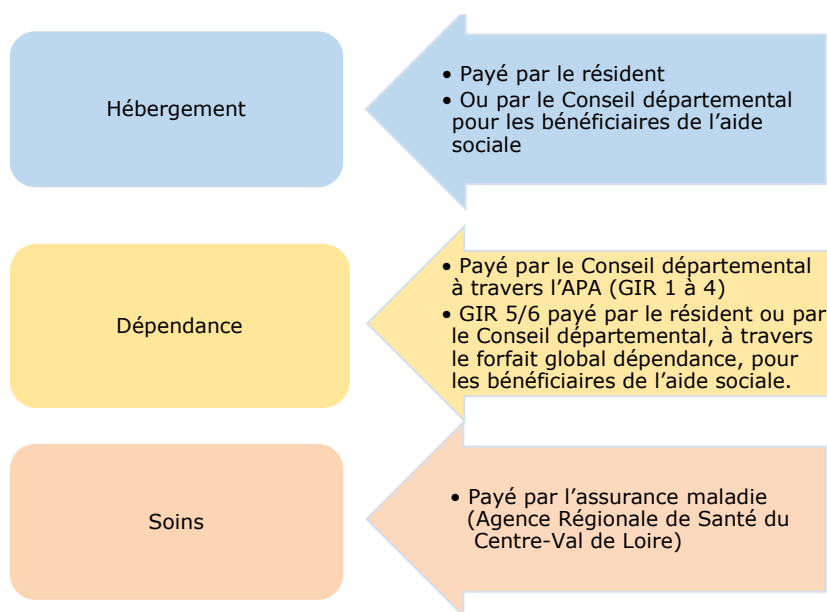 Hébergement
• Payé par le résident
• Ou par le Conseil départemental
pour les bénéficiaires de l'aide
sociale
Dépendance
• Payé par le Conseil départemental
à travers l'APA (GIR 1 à 4)
• GIR 5/6 payé par le résident ou par
le Conseil départemental, à travers
le forfait global dépendance, pour
les bénéficiaires de l'aide sociale.
Soins
• Payé par l'assurance maladie
(Agence Régionale de Santé du
Centre-Val de Loire)